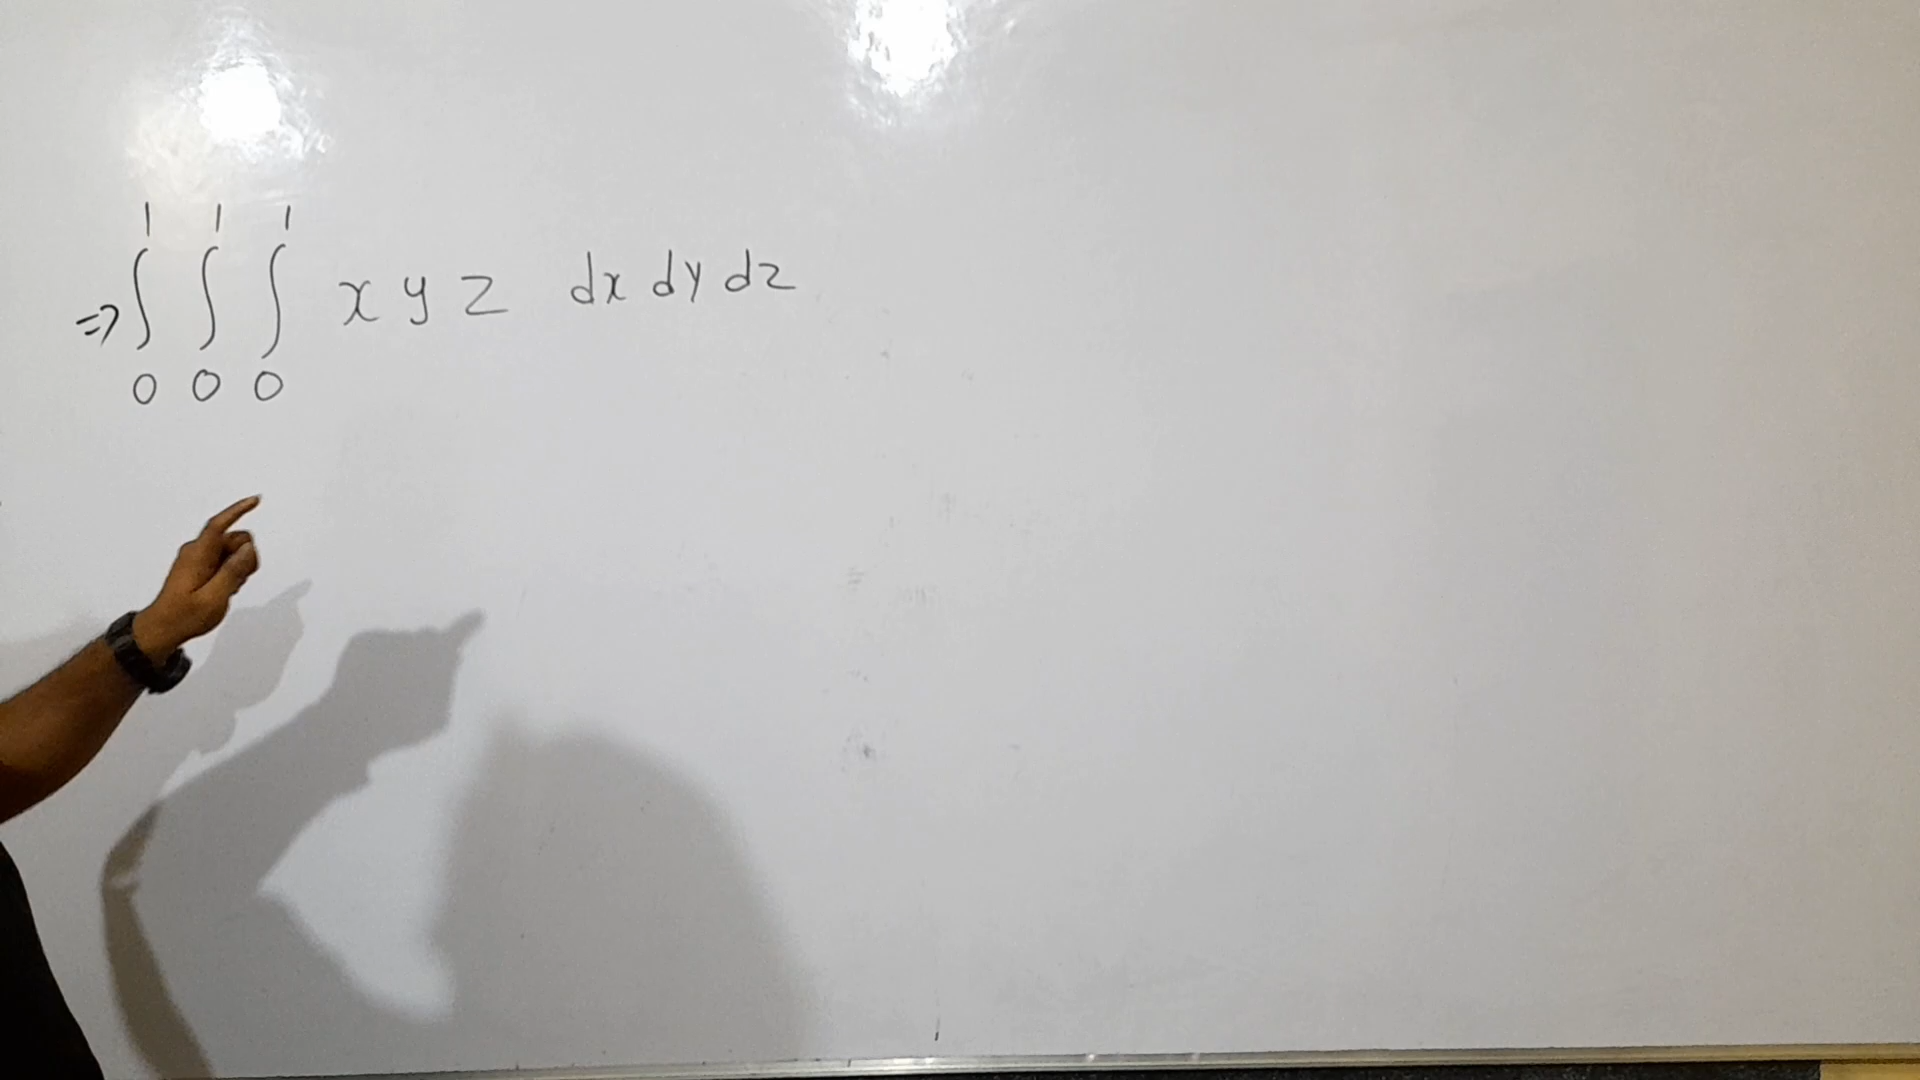 1 1 1
⇒ ∫ ∫ ∫ x y z dx dy dz
0 0 0